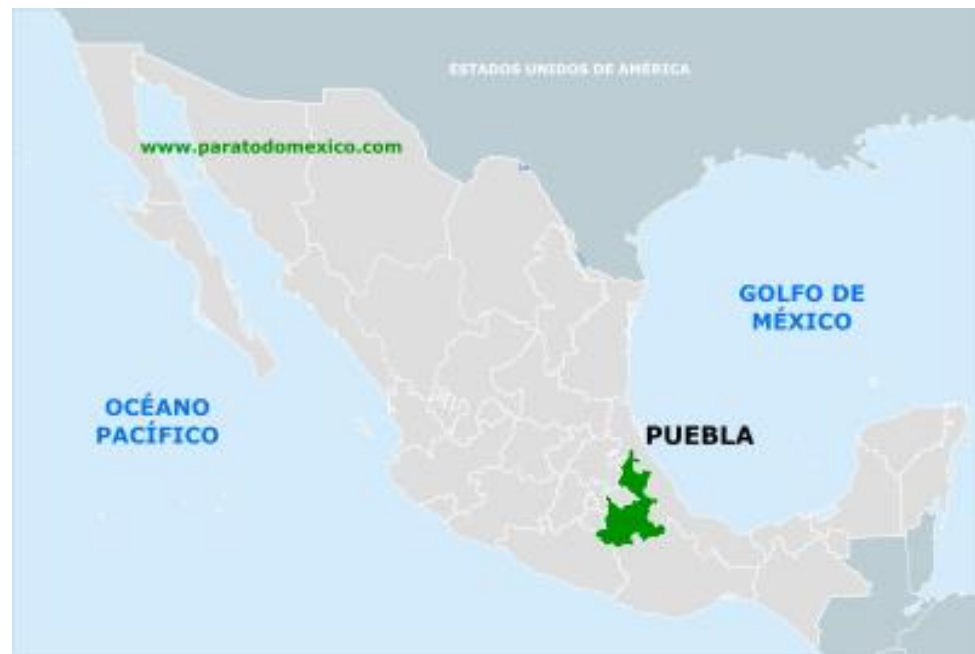 ESTADOS UNIDOS DE AMÉRICA
www.paratodomexico.com
GOLFO DE
MÉXICO
OCÉANO
PACÍFICO
PUEBLA